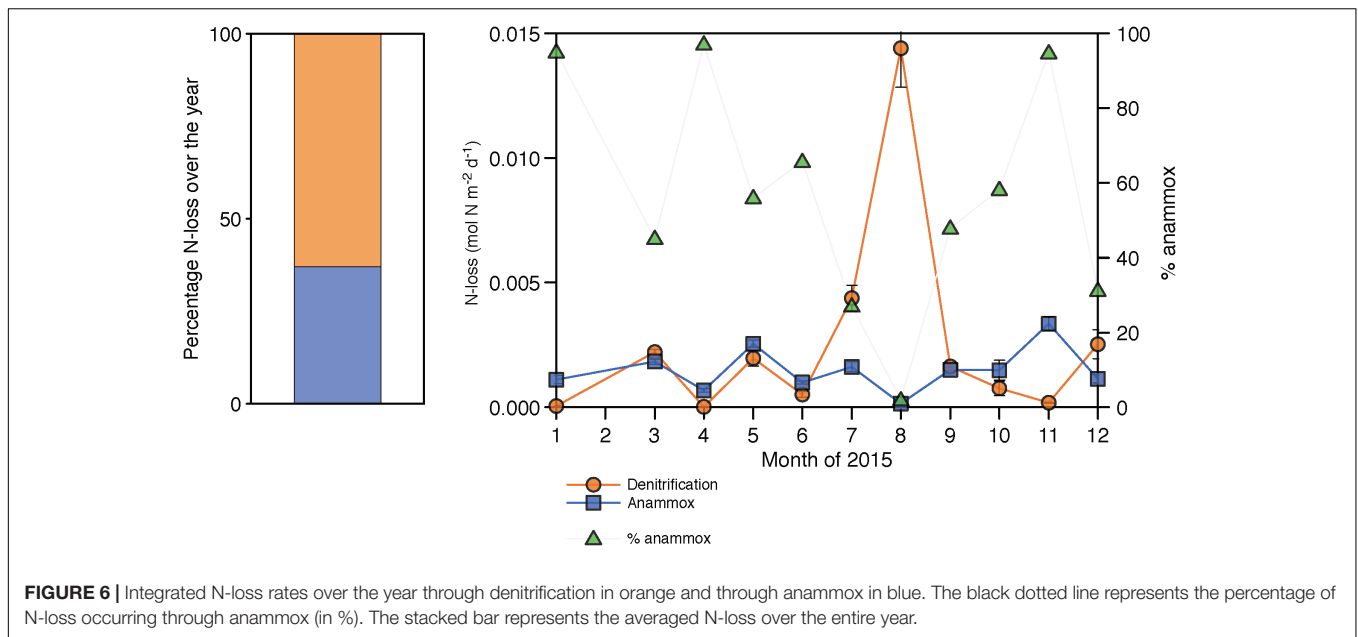 100
50
0
Percentage N-loss over the year
0.015
0.010
0.005
0.000
N-loss (mol N m⁻² d⁻¹)
100
80
60
40
20
0
% anammox
1 2 3 4 5 6 7 8 9 10 11 12
Month of 2015
Denitrification
Anammox
% anammox
FIGURE 6 | Integrated N-loss rates over the year through denitrification in orange and through anammox in blue. The black dotted line represents the percentage of
N-loss occurring through anammox (in %). The stacked bar represents the averaged N-loss over the entire year.